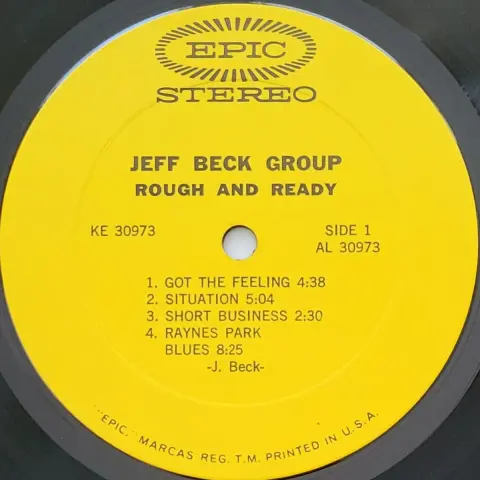 EPIC
STEREO
JEFF BECK GROUP
ROUGH AND READY
KE 30973
SIDE 1
AL 30973
1. GOT THE FEELING 4:38
2. SITUATION 5:04
3. SHORT BUSINESS 2:30
4. RAYNES PARK
BLUES 8:25
-J. Beck-
"EPIC," MARCAS REG. T.M. PRINTED IN U.S.A.